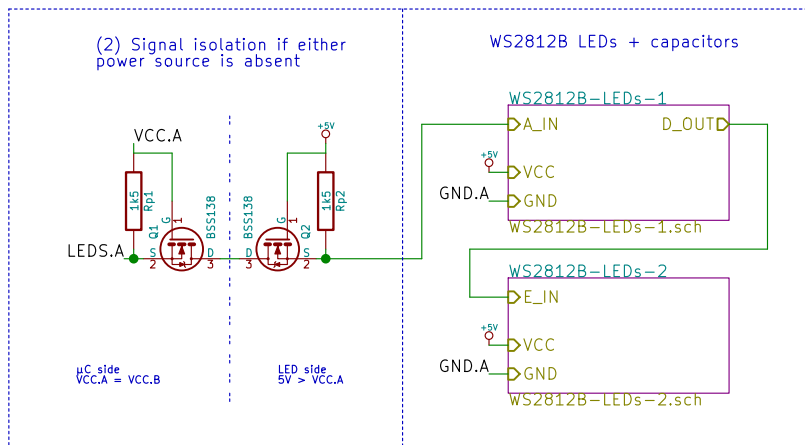 (2) Signal isolation if either
power source is absent
WS2812B LEDs + capacitors
VCC.A
+5V
1k5
Rp1
Q1
G
1
BSS138
BSS138
G
1
Q2
1k5
Rp2
LEDS.A
S
2
D
3
D
3
S
2
µC side
VCC.A = VCC.B
LED side
5V > VCC.A
WS2812B-LEDs-1
A_IN
D_OUT
+5V
VCC
GND.A
GND
WS2812B-LEDs-1.sch
WS2812B-LEDs-2
E_IN
+5V
VCC
GND.A
GND
WS2812B-LEDs-2.sch